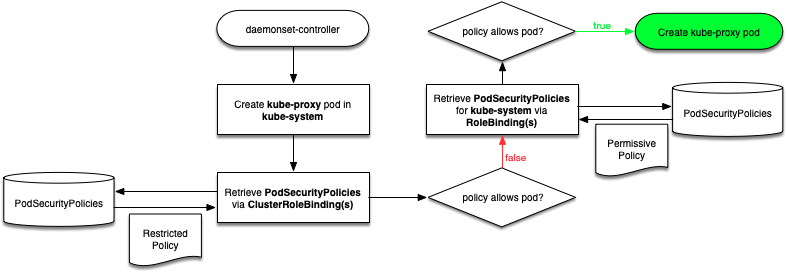 daemonset-controller
Create kube-proxy pod in
kube-system
Retrieve PodSecurityPolicies
via ClusterRoleBinding(s)
PodSecurityPolicies
Restricted
Policy
policy allows pod?
false
Retrieve PodSecurityPolicies
for kube-system via
RoleBinding(s)
PodSecurityPolicies
Permissive
Policy
policy allows pod?
true
Create kube-proxy pod